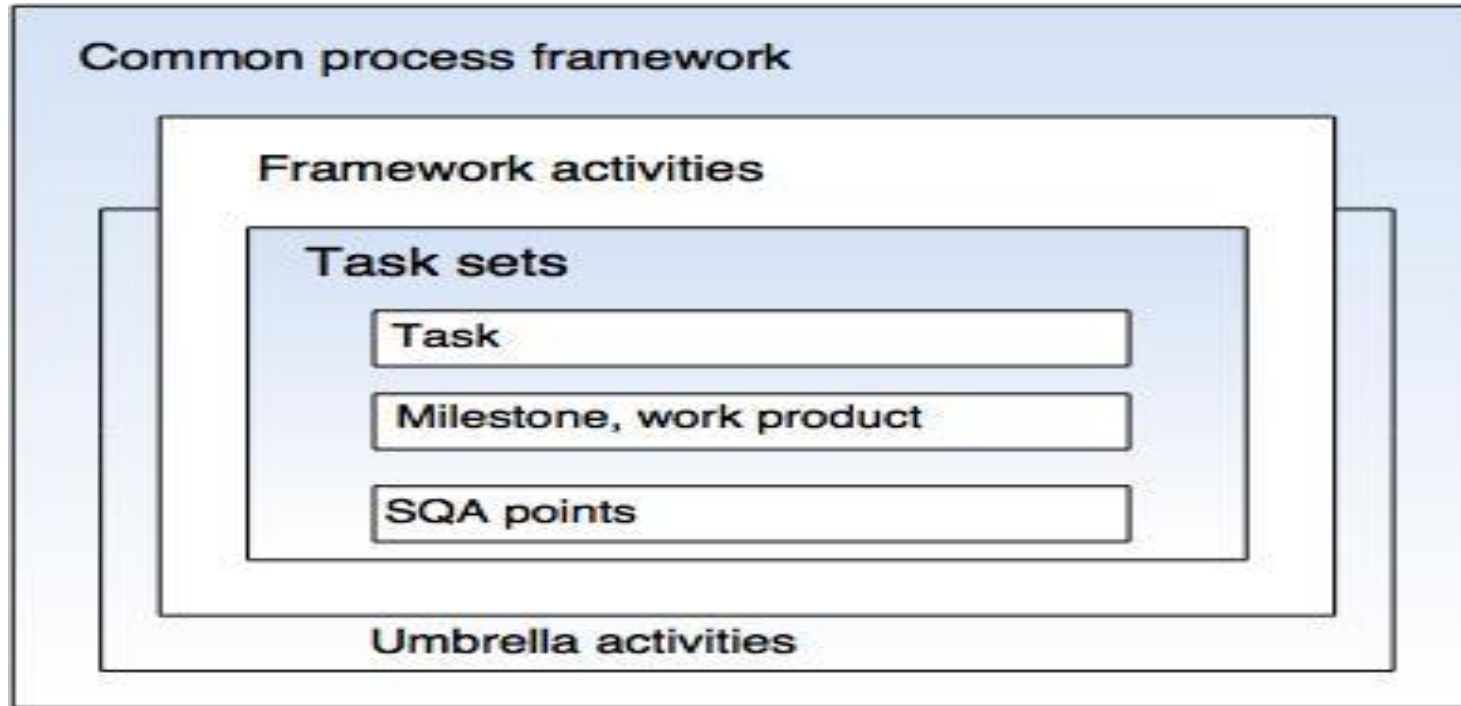 Common process framework
Framework activities
Task sets
Task
Milestone, work product
SQA points
Umbrella activities